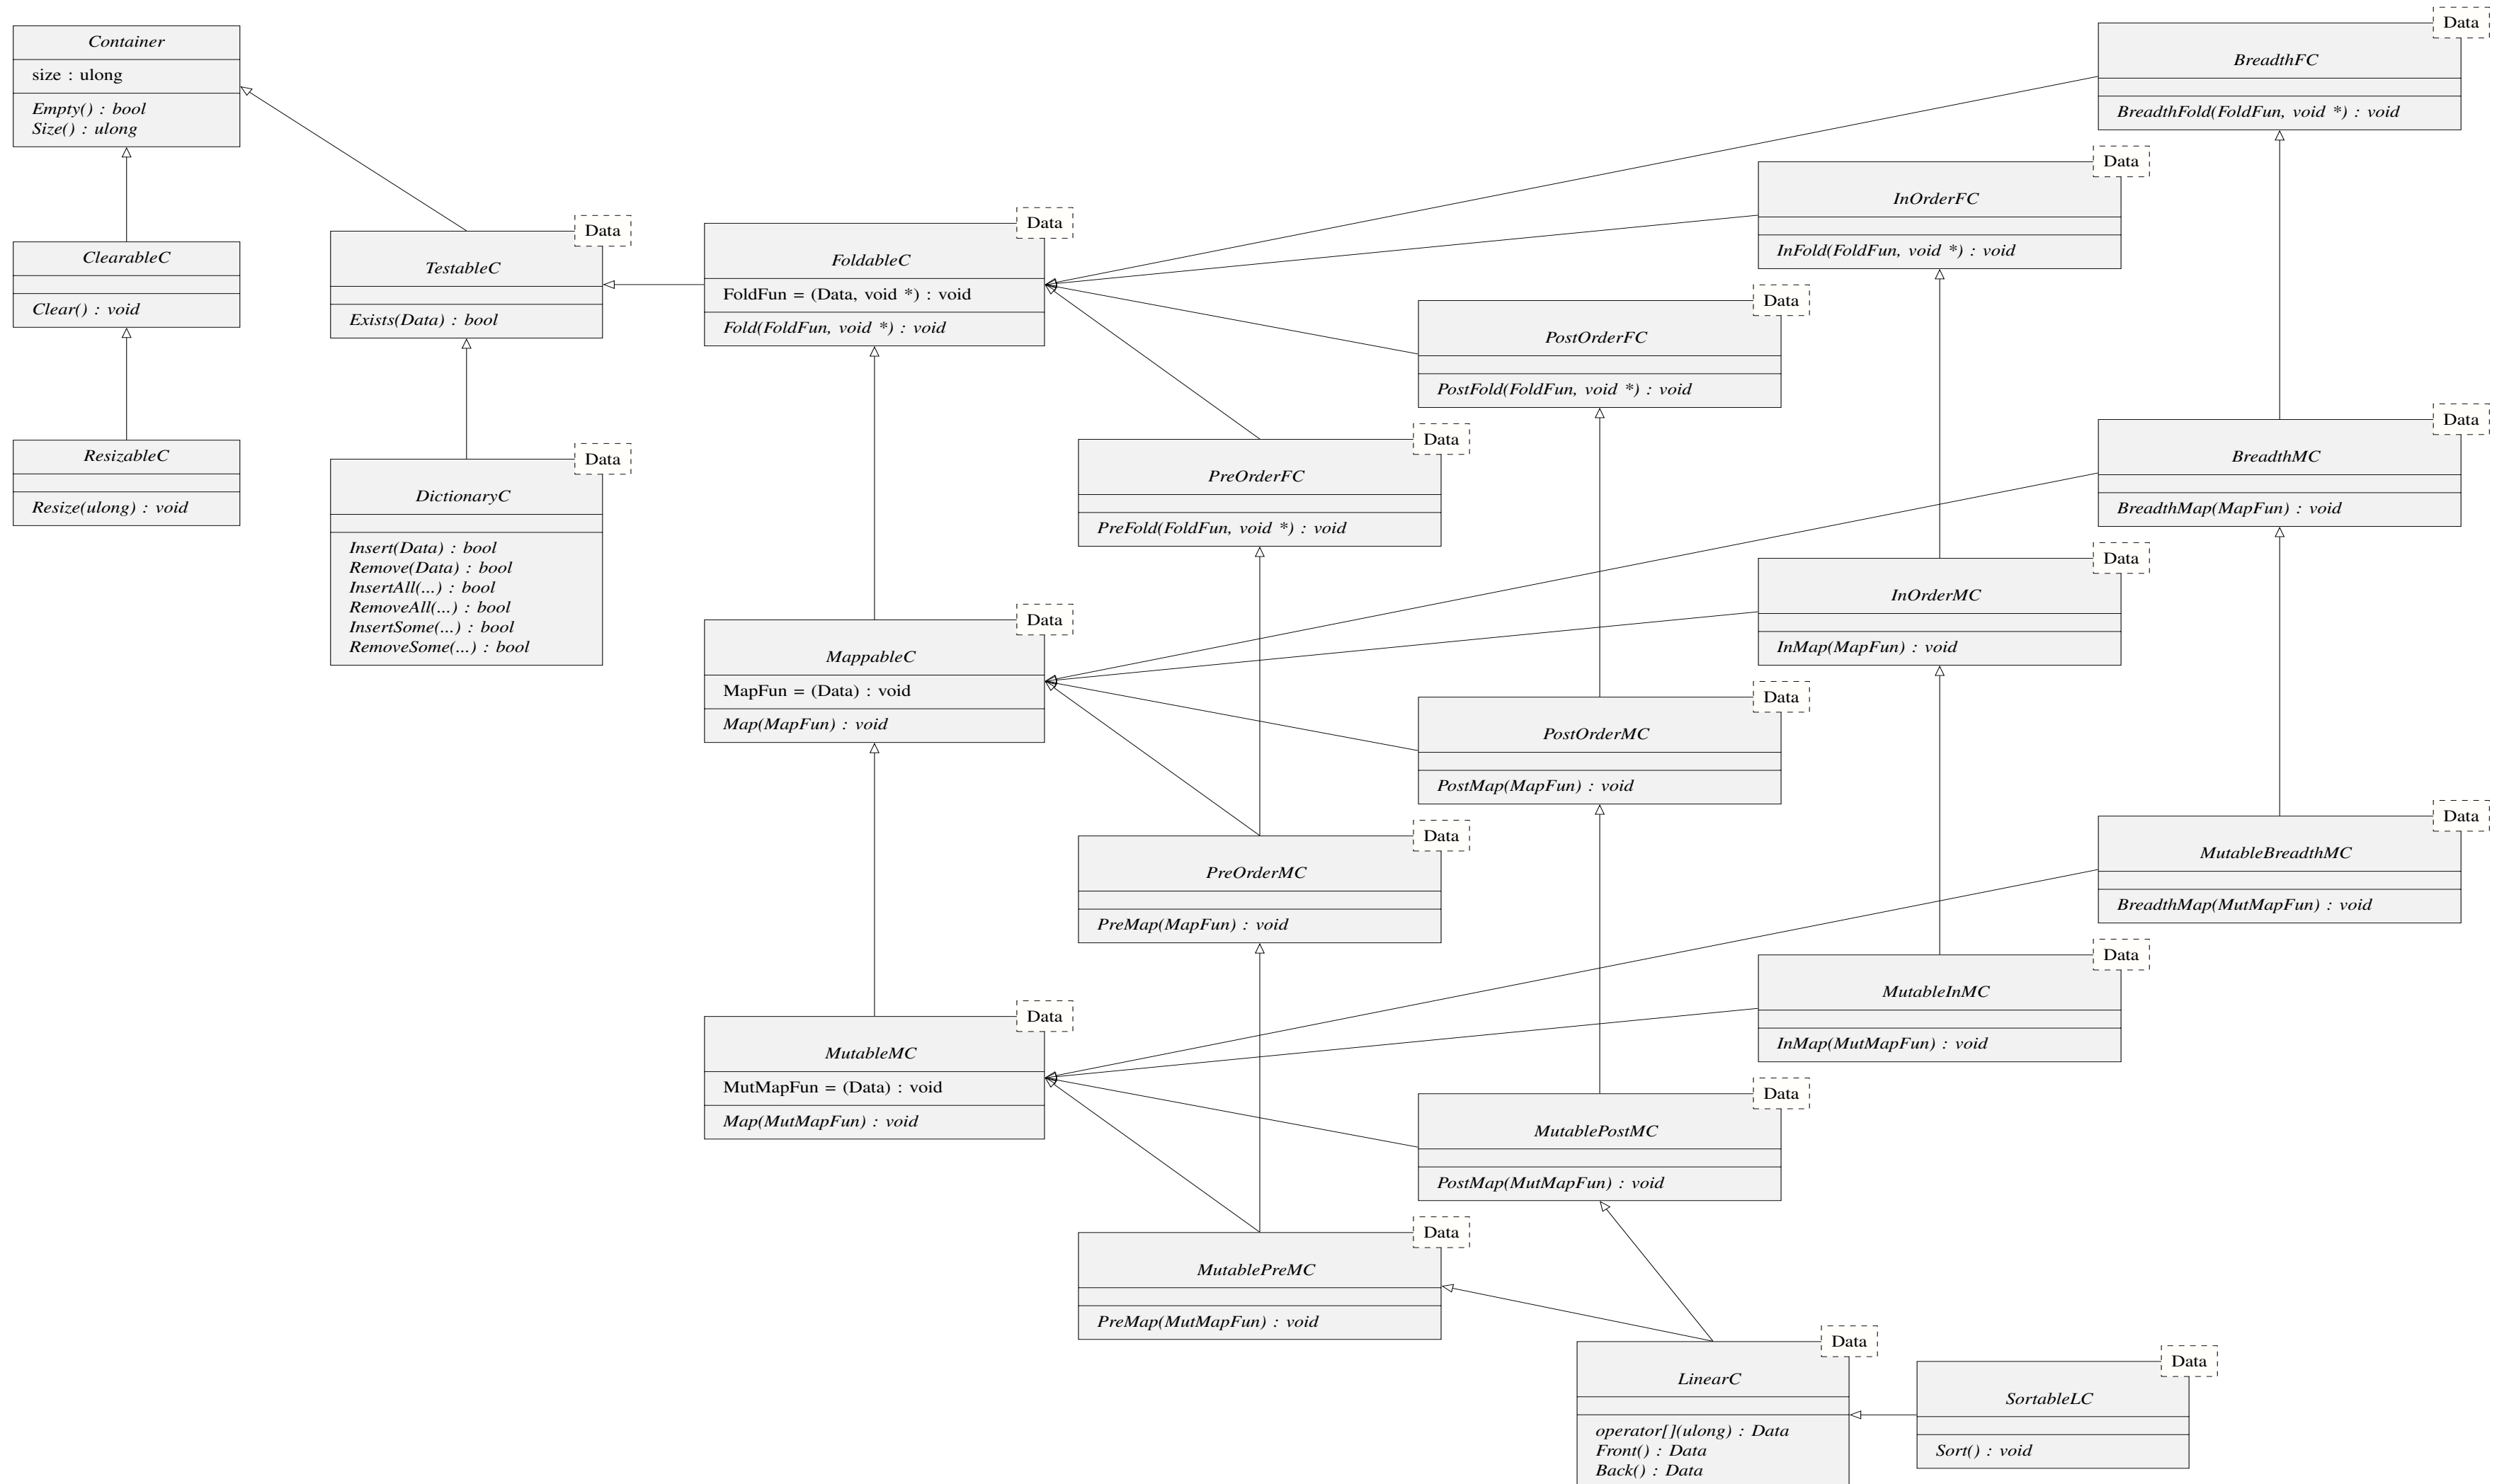 Container
size : ulong
Empty() : bool
Size() : ulong
ClearableC
Clear() : void
ResizableC
Resize(ulong) : void
Data
TestableC
Exists(Data) : bool
Data
DictionaryC
Insert(Data) : bool
Remove(Data) : bool
InsertAll(...) : bool
RemoveAll(...) : bool
InsertSome(...) : bool
RemoveSome(...) : bool
Data
FoldableC
FoldFun = (Data, void *) : void
Fold(FoldFun, void *) : void
Data
MappableC
MapFun = (Data) : void
Map(MapFun) : void
Data
MutableMC
MutMapFun = (Data) : void
Map(MutMapFun) : void
Data
PreOrderFC
PreFold(FoldFun, void *) : void
Data
PreOrderMC
PreMap(MapFun) : void
Data
MutablePreMC
PreMap(MutMapFun) : void
Data
PostOrderFC
PostFold(FoldFun, void *) : void
Data
PostOrderMC
PostMap(MapFun) : void
Data
MutablePostMC
PostMap(MutMapFun) : void
Data
InOrderFC
InFold(FoldFun, void *) : void
Data
InOrderMC
InMap(MapFun) : void
Data
MutableInMC
InMap(MutMapFun) : void
Data
BreadthFC
BreadthFold(FoldFun, void *) : void
Data
BreadthMC
BreadthMap(MapFun) : void
Data
MutableBreadthMC
BreadthMap(MutMapFun) : void
Data
LinearC
operator[](ulong) : Data
Front() : Data
Back() : Data
Data
SortableLC
Sort() : void